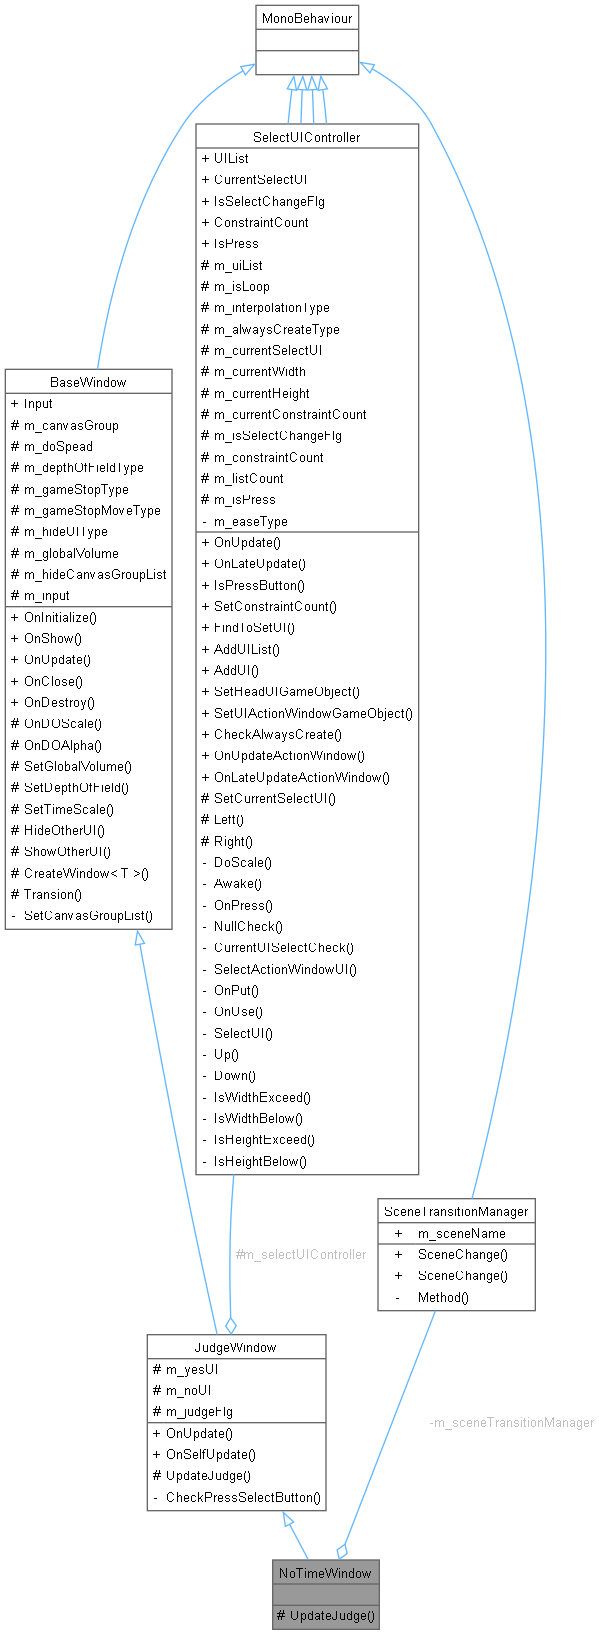 MonoBehaviour
SelectUIController
+ UIList
+ CurrentSelectUI
+ IsSelectChangeFlg
+ ConstraintCount
+ IsPress
# m_uiList
# m_isLoop
# m_interpolationType
# m_alwaysCreateType
# m_currentSelectUI
# m_currentWidth
# m_currentHeight
# m_currentConstraintCount
# m_isSelectChangeFlg
# m_constraintCount
# m_listCount
# m_isPress
- m_easeType
+ OnUpdate()
+ OnLateUpdate()
+ IsPressButton()
+ SetConstraintCount()
+ FindToSetUI()
+ AddUIList()
+ AddUI()
+ SetHeadUIGameObject()
+ SetUIActionWindowGameObject()
+ CheckAlwaysCreate()
+ OnUpdateActionWindow()
+ OnLateUpdateActionWindow()
# SetCurrentSelectUI()
# Left()
# Right()
- DoScale()
- Awake()
- OnPress()
- NullCheck()
- CurrentUISelectCheck()
- SelectActionWindowUI()
- OnPut()
- OnUse()
- SelectUI()
- Up()
- Down()
- IsWidthExceed()
- IsWidthBelow()
- IsHeightExceed()
- IsHeightBelow()
BaseWindow
+ Input
# m_canvasGroup
# m_doSpead
# m_depthOfFieldType
# m_gameStopType
# m_gameStopMoveType
# m_hideUIType
# m_globalVolume
# m_hideCanvasGroupList
# m_input
+ OnInitialize()
+ OnShow()
+ OnUpdate()
+ OnClose()
+ OnDestroy()
# OnDOScale()
# OnDOAlpha()
# SetGlobalVolume()
# SetDepthOfField()
# SetTimeScale()
# HideOtherUI()
# ShowOtherUI()
# CreateWindow< T >()
# Transion()
- SetCanvasGroupList()
SceneTransitionManager
+ m_sceneName
+ SceneChange()
+ SceneChange()
- Method()
#m_selectUIController
JudgeWindow
# m_yesUI
# m_noUI
# m_judgeFlg
+ OnUpdate()
+ OnSelfUpdate()
# UpdateJudge()
- CheckPressSelectButton()
-m_sceneTransitionManager
NoTimeWindow
# UpdateJudge()